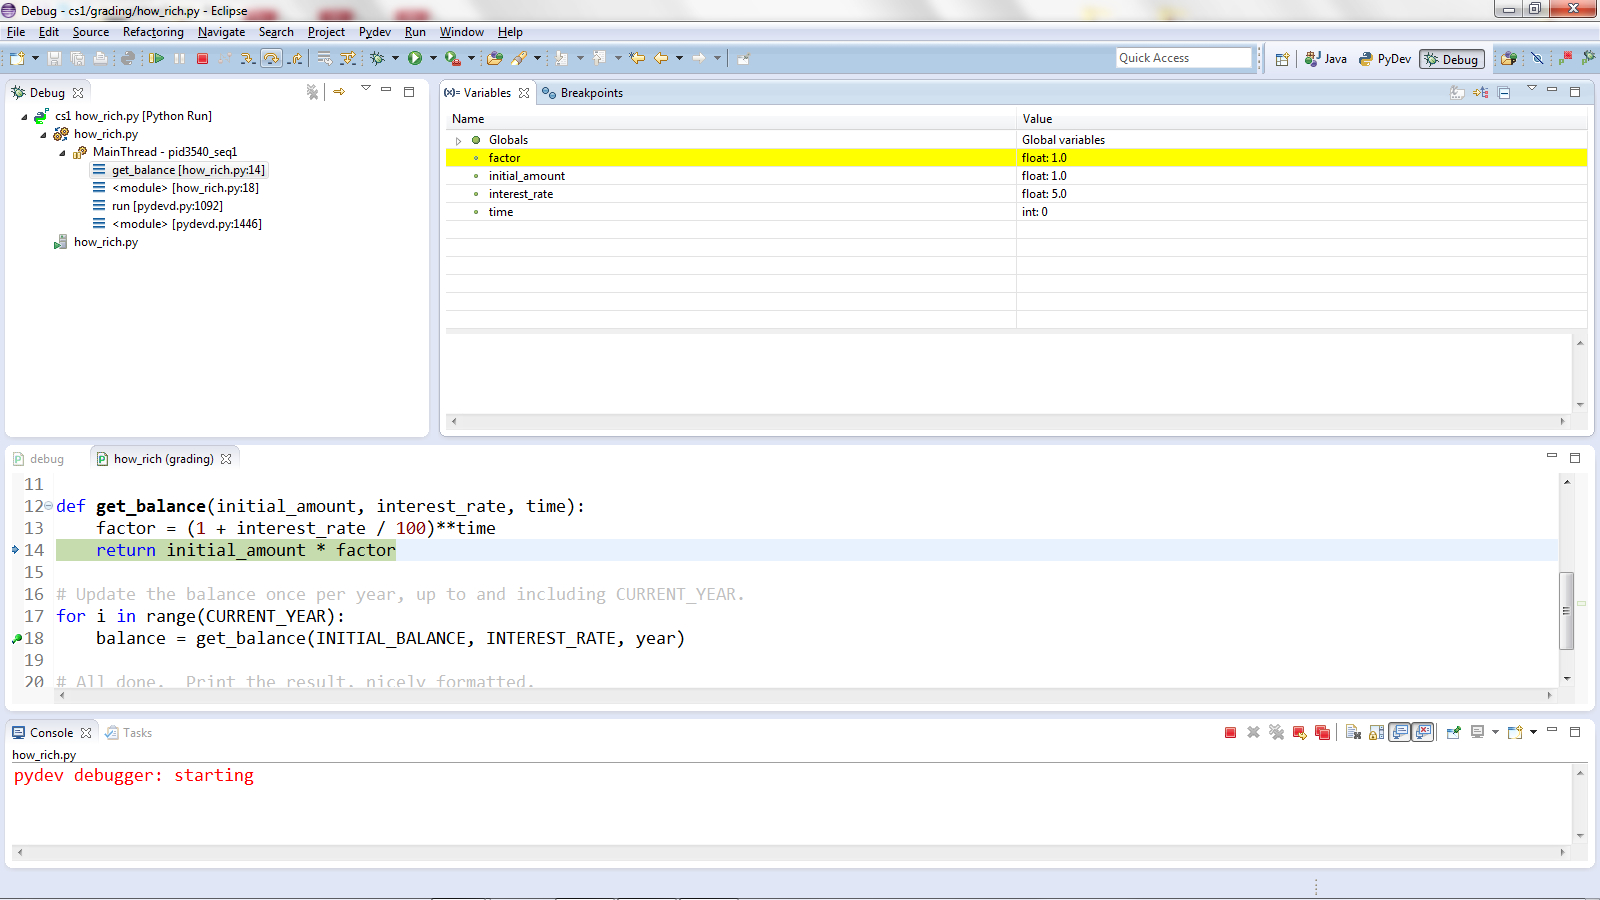 Debug - cs1/grading/how_rich.py - Eclipse
File Edit Source Refactoring Navigate Search Project Pydev Run Window Help
Quick Access
Java
PyDev
Debug
Debug
cs1 how_rich.py [Python Run]
how_rich.py
MainThread - pid3540_seq1
get_balance [how_rich.py:14]
<module> [how_rich.py:18]
run [pydevd.py:1092]
<module> [pydevd.py:1446]
how_rich.py
(x)= Variables
Breakpoints
Name Value
Globals Global variables
factor float: 1.0
initial_amount float: 1.0
interest_rate float: 5.0
time int: 0
debug
how_rich (grading)
11
12 def get_balance(initial_amount, interest_rate, time):
13 factor = (1 + interest_rate / 100)**time
14 return initial_amount * factor
15
16 # Update the balance once per year, up to and including CURRENT_YEAR.
17 for i in range(CURRENT_YEAR):
18 balance = get_balance(INITIAL_BALANCE, INTEREST_RATE, year)
19
20 # All done. Print the result, nicely formatted.
Console
Tasks
how_rich.py
pydev debugger: starting